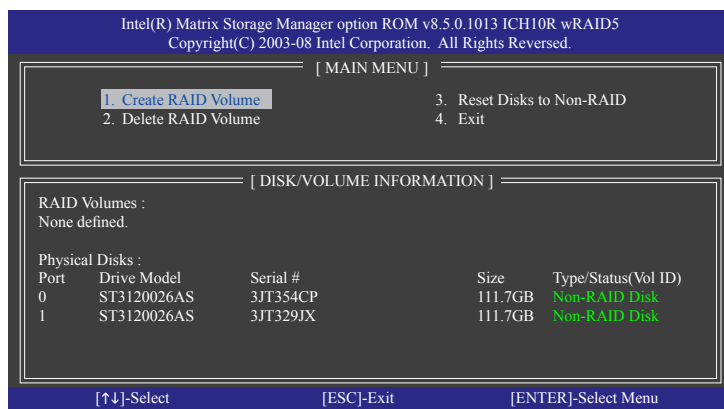 Intel(R) Matrix Storage Manager option ROM v8.5.0.1013 ICH10R wRAID5
Copyright(C) 2003-08 Intel Corporation. All Rights Reversed.
[ MAIN MENU ]
1. Create RAID Volume 3. Reset Disks to Non-RAID
2. Delete RAID Volume 4. Exit
[ DISK/VOLUME INFORMATION ]
RAID Volumes :
None defined.
Physical Disks :
Port Drive Model Serial # Size Type/Status(Vol ID)
0 ST3120026AS 3JT354CP 111.7GB Non-RAID Disk
1 ST3120026AS 3JT329JX 111.7GB Non-RAID Disk
[↑↓]-Select [ESC]-Exit [ENTER]-Select Menu